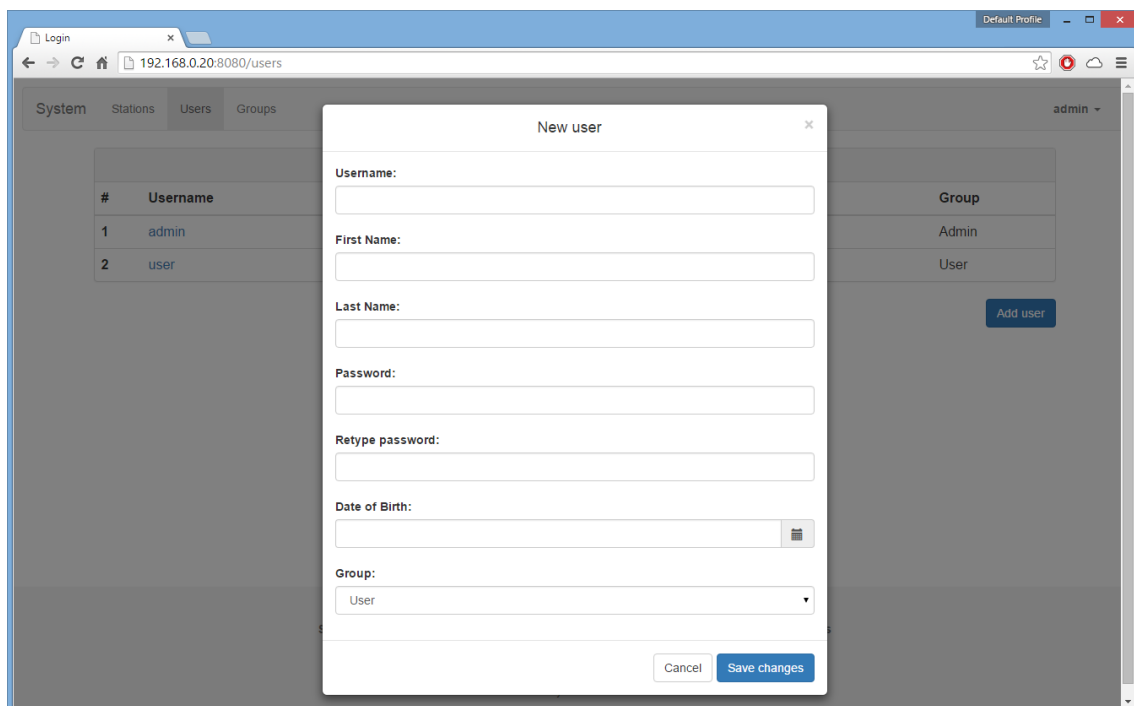 Default Profile
Login
192.168.0.20:8080/users
System Stations Users Groups admin
New user
Username:
# Username Group
1 admin Admin
First Name:
2 user User
Last Name:
Add user
Password:
Retype password:
Date of Birth:
Group:
User
Cancel Save changes